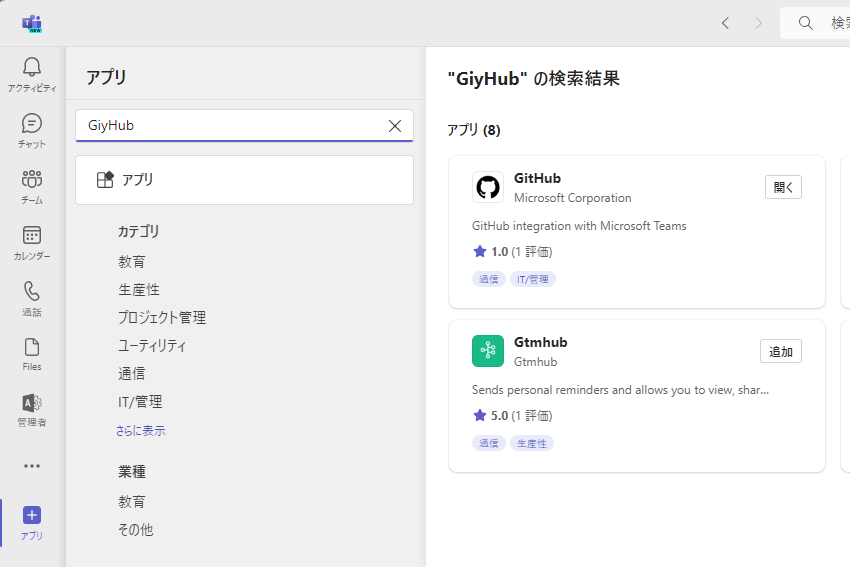 NEW
検索
アクティビティ
チャット
チーム
カレンダー
通話
Files
管理者
アプリ
アプリ
GiyHub
アプリ
カテゴリ
教育
生産性
プロジェクト管理
ユーティリティ
通信
IT/管理
さらに表示
業種
教育
その他
"GiyHub" の検索結果
アプリ (8)
GitHub
Microsoft Corporation
開く
GitHub integration with Microsoft Teams
1.0 (1 評価)
通信 IT/管理
Gtmhub
Gtmhub
追加
Sends personal reminders and allows you to view, shar...
5.0 (1 評価)
通信 生産性